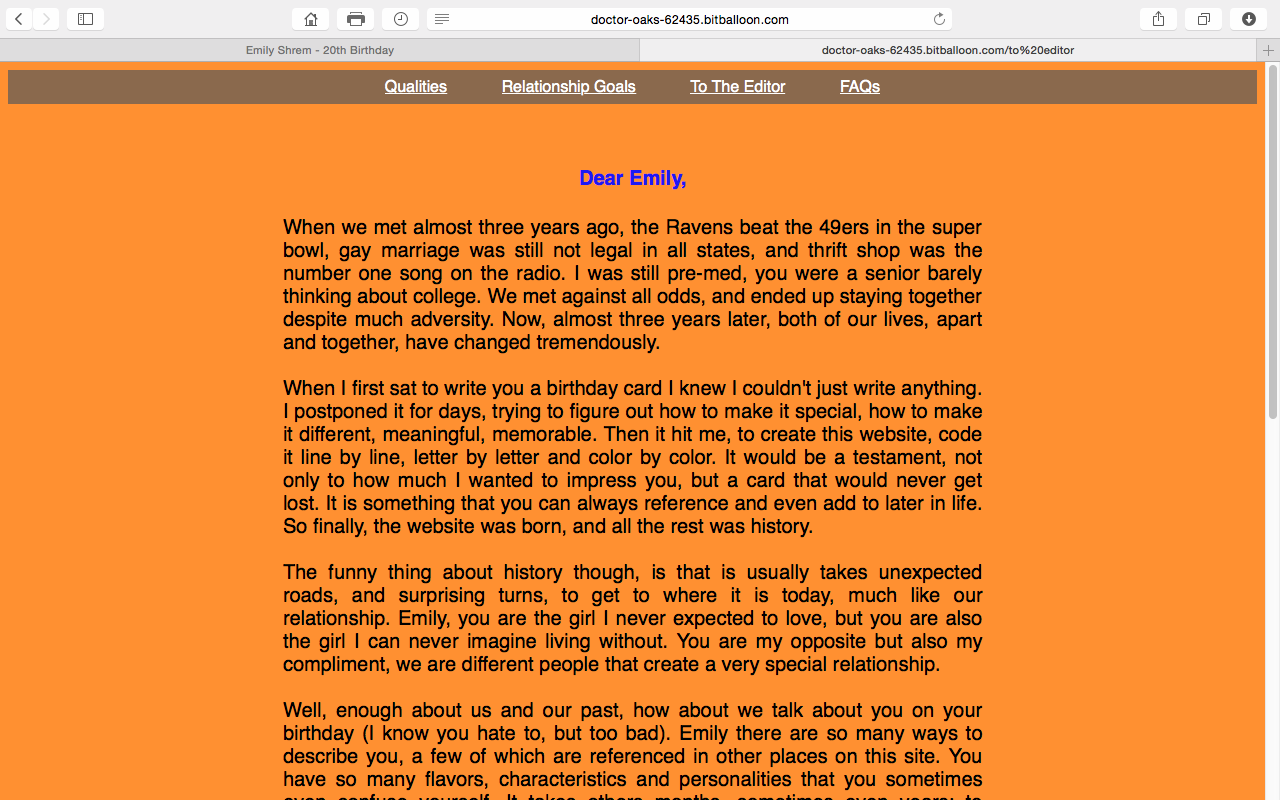 doctor-oaks-62435.bitballoon.com
Emily Shrem - 20th Birthday
doctor-oaks-62435.bitballoon.com/to%20editor
Qualities Relationship Goals To The Editor FAQs
Dear Emily,
When we met almost three years ago, the Ravens beat the 49ers in the super
bowl, gay marriage was still not legal in all states, and thrift shop was the
number one song on the radio. I was still pre-med, you were a senior barely
thinking about college. We met against all odds, and ended up staying together
despite much adversity. Now, almost three years later, both of our lives, apart
and together, have changed tremendously.
When I first sat to write you a birthday card I knew I couldn't just write anything.
I postponed it for days, trying to figure out how to make it special, how to make
it different, meaningful, memorable. Then it hit me, to create this website, code
it line by line, letter by letter and color by color. It would be a testament, not
only to how much I wanted to impress you, but a card that would never get
lost. It is something that you can always reference and even add to later in life.
So finally, the website was born, and all the rest was history.
The funny thing about history though, is that is usually takes unexpected
roads, and surprising turns, to get to where it is today, much like our
relationship. Emily, you are the girl I never expected to love, but you are also
the girl I can never imagine living without. You are my opposite but also my
compliment, we are different people that create a very special relationship.
Well, enough about us and our past, how about we talk about you on your
birthday (I know you hate to, but too bad). Emily there are so many ways to
describe you, a few of which are referenced in other places on this site. You
have so many flavors, characteristics and personalities that you sometimes
even confuse yourself. It takes others months, sometimes even years; to